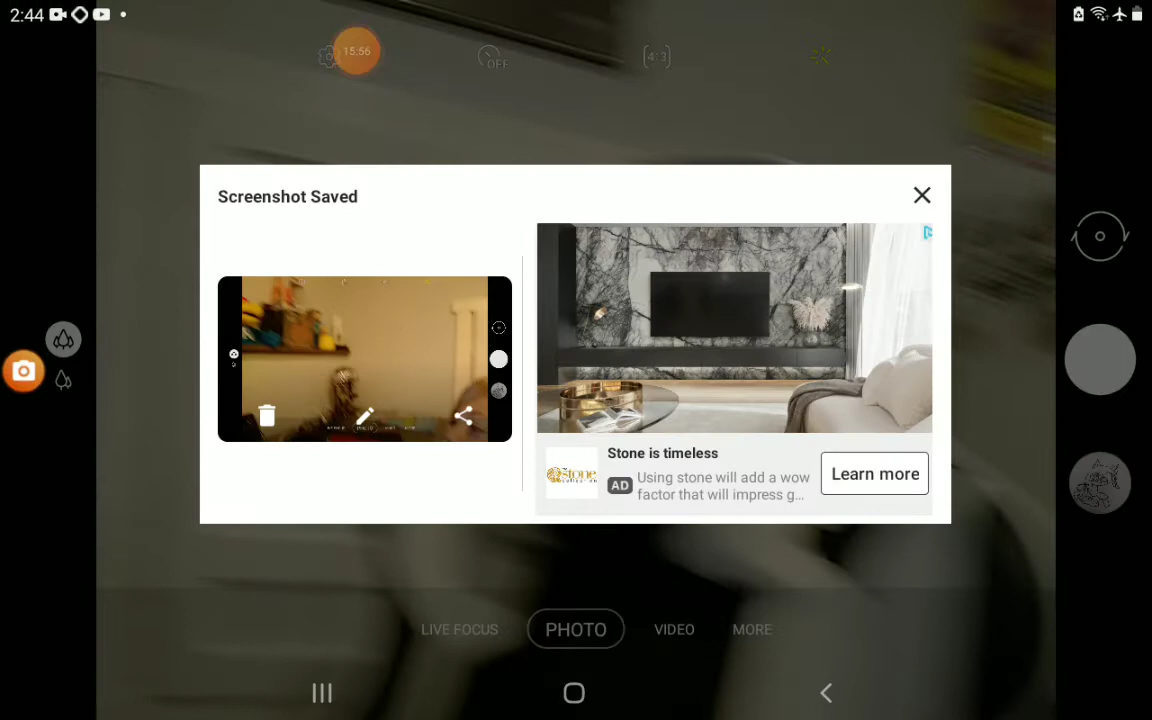 2:44
15:56
OFF
4:3
Screenshot Saved
Stone is timeless
Stone
AD
Using stone will add a wow
factor that will impress g...
Learn more
LIVE FOCUS
PHOTO
VIDEO
MORE